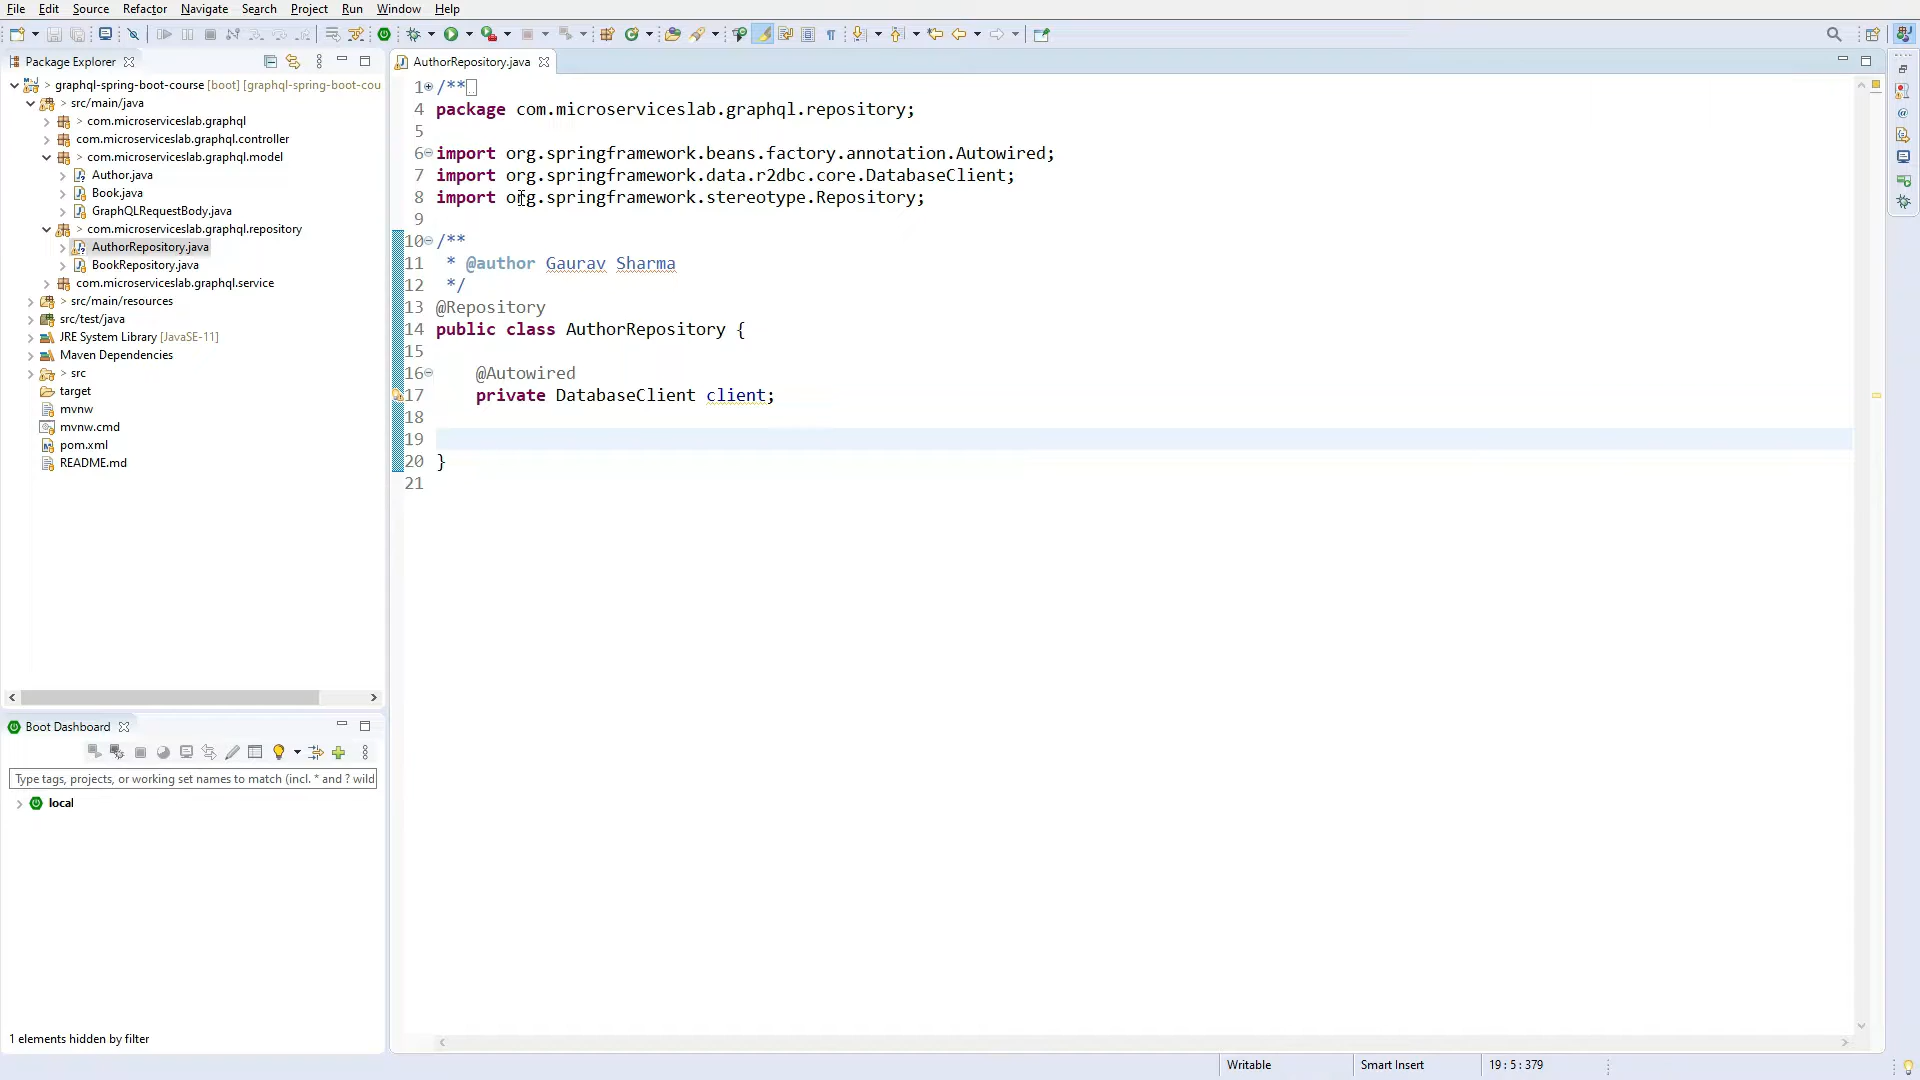 File Edit Source Refactor Navigate Search Project Run Window Help
Package Explorer
> graphql-spring-boot-course [boot] [graphql-spring-boot-cou
> src/main/java
> com.microserviceslab.graphql
com.microserviceslab.graphql.controller
> com.microserviceslab.graphql.model
Author.java
Book.java
GraphQLRequestBody.java
> com.microserviceslab.graphql.repository
AuthorRepository.java
BookRepository.java
com.microserviceslab.graphql.service
> src/main/resources
src/test/java
JRE System Library [JavaSE-11]
Maven Dependencies
> src
target
mvnw
mvnw.cmd
pom.xml
README.md
Boot Dashboard
Type tags, projects, or working set names to match (incl. * and ? wild
local
1 elements hidden by filter
AuthorRepository.java
1 /**
4 package com.microserviceslab.graphql.repository;
5
6 import org.springframework.beans.factory.annotation.Autowired;
7 import org.springframework.data.r2dbc.core.DatabaseClient;
8 import org.springframework.stereotype.Repository;
9
10 /**
11 * @author Gaurav Sharma
12 */
13 @Repository
14 public class AuthorRepository {
15
16 @Autowired
17 private DatabaseClient client;
18
19
20 }
21
Writable Smart Insert 19 : 5 : 379